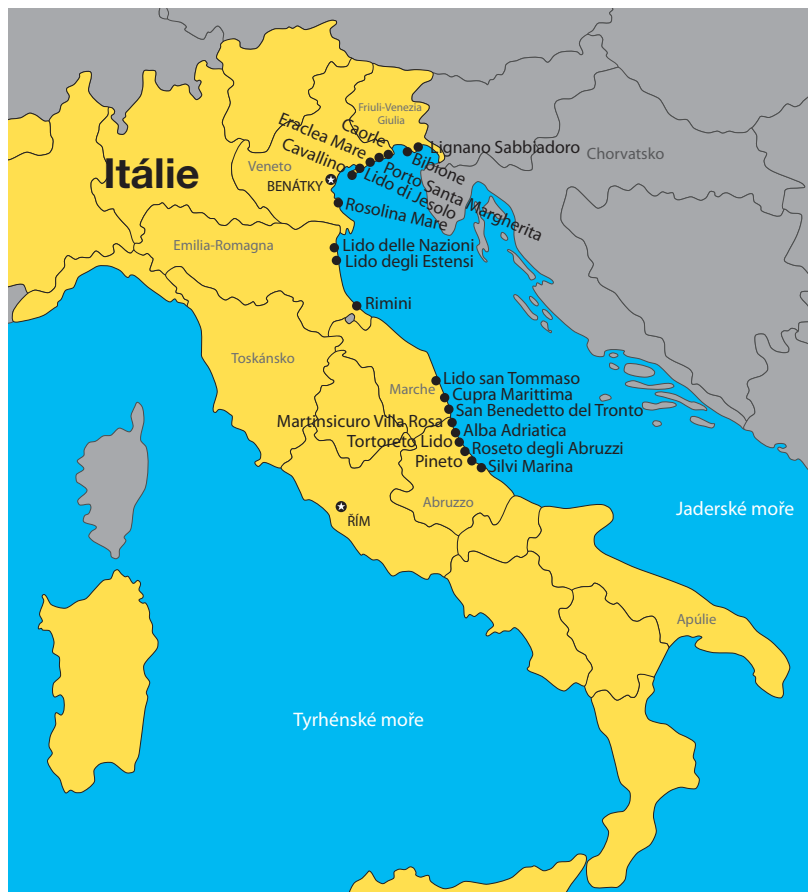 Friuli-Venezia
Giulia
Caorle
Lignano Sabbiadoro
Eraclea Mare
Bibione
Chorvatsko
Cavallino
Porto Santa Margherita
Itálie
Veneto
Lido di Jesolo
BENÁTKY
Rosolina Mare
Emilia-Romagna
Lido delle Nazioni
Lido degli Estensi
Rimini
Toskánsko
Lido san Tommaso
Marche
Cupra Marittima
San Benedetto del Tronto
Martinsicuro Villa Rosa
Alba Adriatica
Tortoreto Lido
Roseto degli Abruzzi
Pineto
Silvi Marina
Abruzzo
Jaderské moře
ŘÍM
Apúlie
Tyrhénské moře